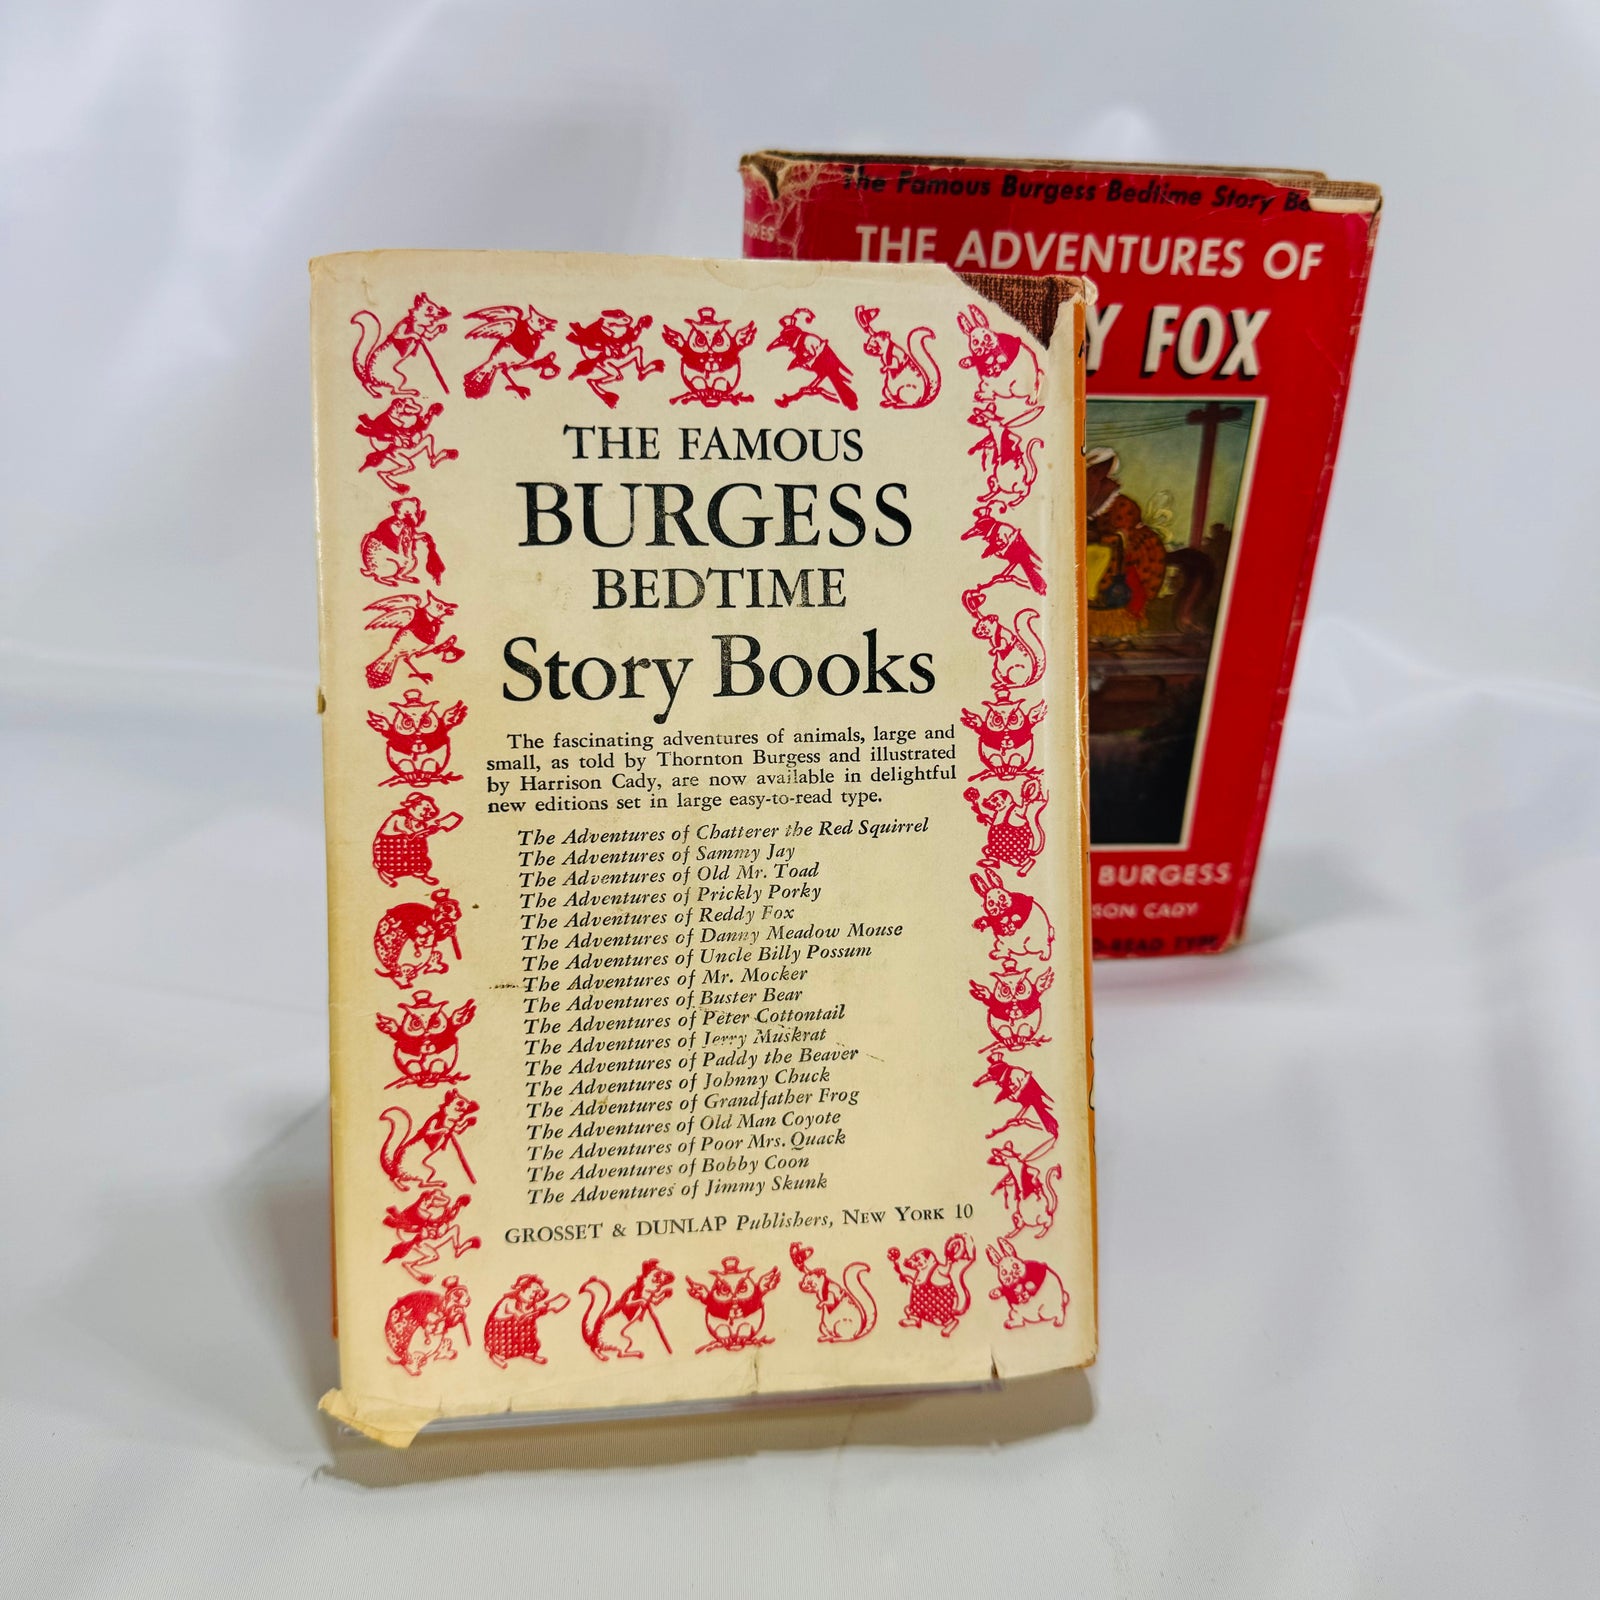 THE FAMOUS
BURGESS
BEDTIME
Story Books
The fascinating adventures of animals, large and
small, as told by Thornton Burgess and illustrated
by Harrison Cady, are now available in delightful
new editions set in large easy-to-read type.
The Adventures of Chatterer the Red Squirrel
The Adventures of Sammy Jay
The Adventures of Old Mr. Toad
The Adventures of Prickly Porky
The Adventures of Reddy Fox
The Adventures of Danny Meadow Mouse
The Adventures of Uncle Billy Possum
The Adventures of Mr. Mocker
The Adventures of Buster Bear
The Adventures of Peter Cottontail
The Adventures of Jerry Muskrat
The Adventures of Paddy the Beaver
The Adventures of Johnny Chuck
The Adventures of Grandfather Frog
The Adventures of Old Man Coyote
The Adventures of Poor Mrs. Quack
The Adventures of Bobby Coon
The Adventures of Jimmy Skunk
GROSSET & DUNLAP Publishers, NEW YORK 10
The Famous Burgess Bedtime Story Bo
THE ADVENTURES OF
Y FOX
BURGESS
SON CADY
O-READ TYPE